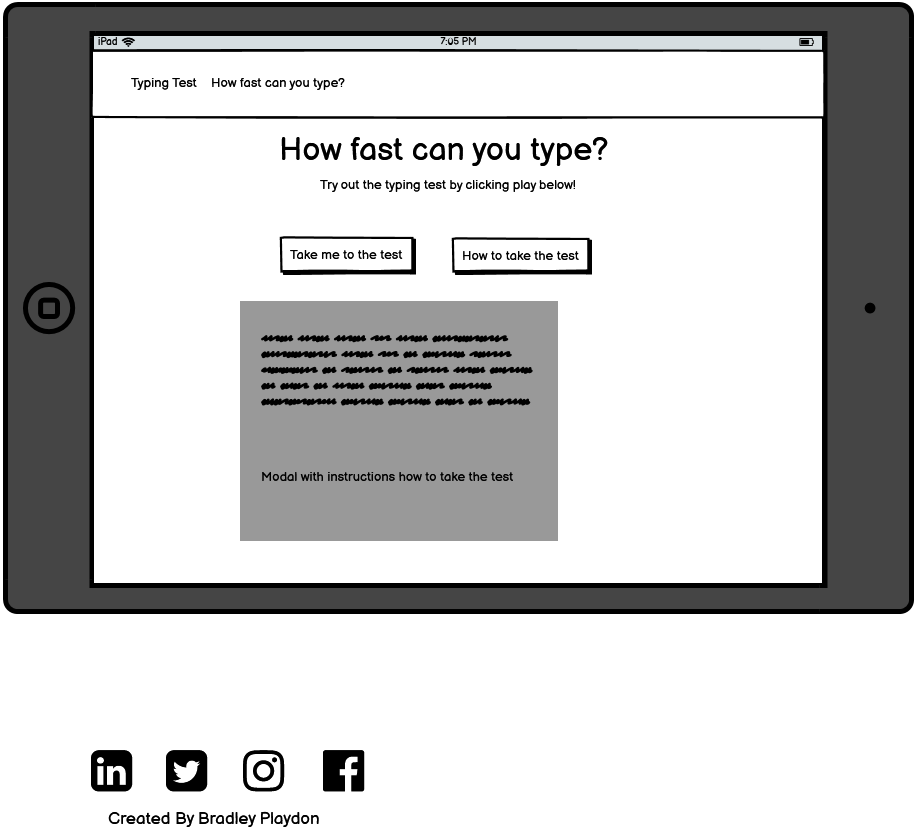 iPad 7:05 PM
Typing Test How fast can you type?
How fast can you type?
Try out the typing test by clicking play below!
Take me to the test How to take the test
Modal with instructions how to take the test
in
Created By Bradley Playdon